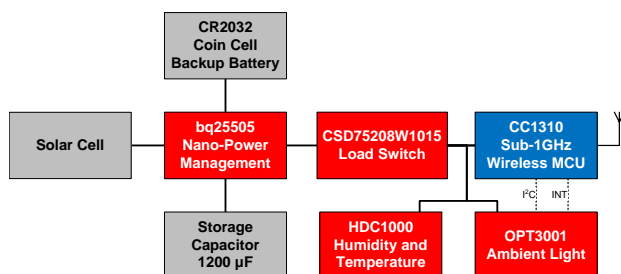 CR2032
Coin Cell
Backup Battery
Solar Cell
bq25505
Nano-Power
Management
CSD75208W1015
Load Switch
CC1310
Sub-1GHz
Wireless MCU
I²C
INT
Storage
Capacitor
1200 µF
HDC1000
Humidity and
Temperature
OPT3001
Ambient Light